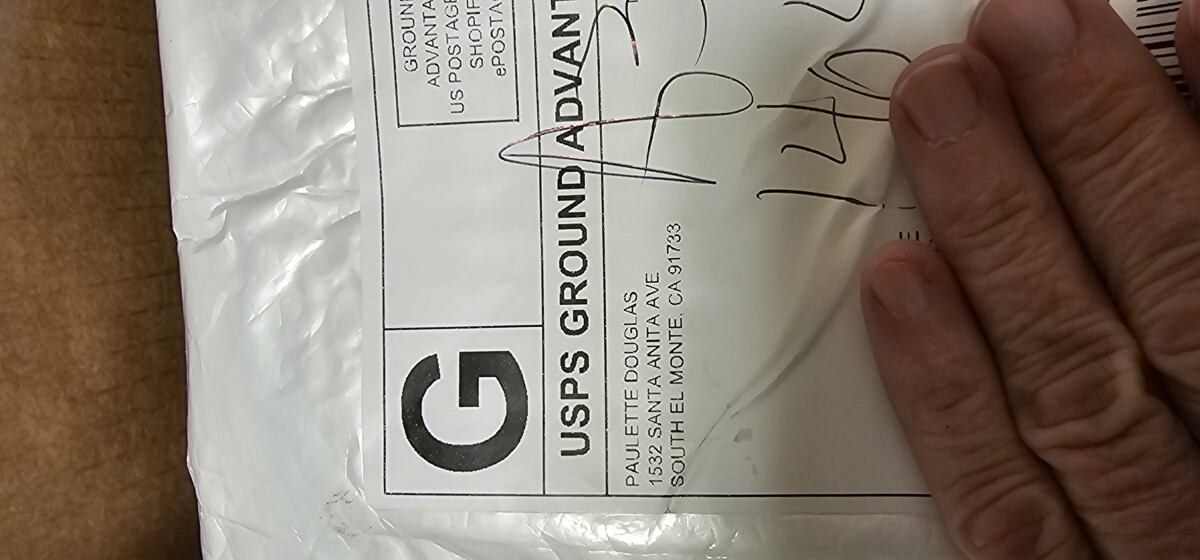 GROUN
ADVANTA
US POSTAGE
SHOPIF
ePOSTAG
G
USPS GROUND ADVANT
PAULETTE DOUGLAS
1532 SANTA ANITA AVE
SOUTH EL MONTE, CA 91733